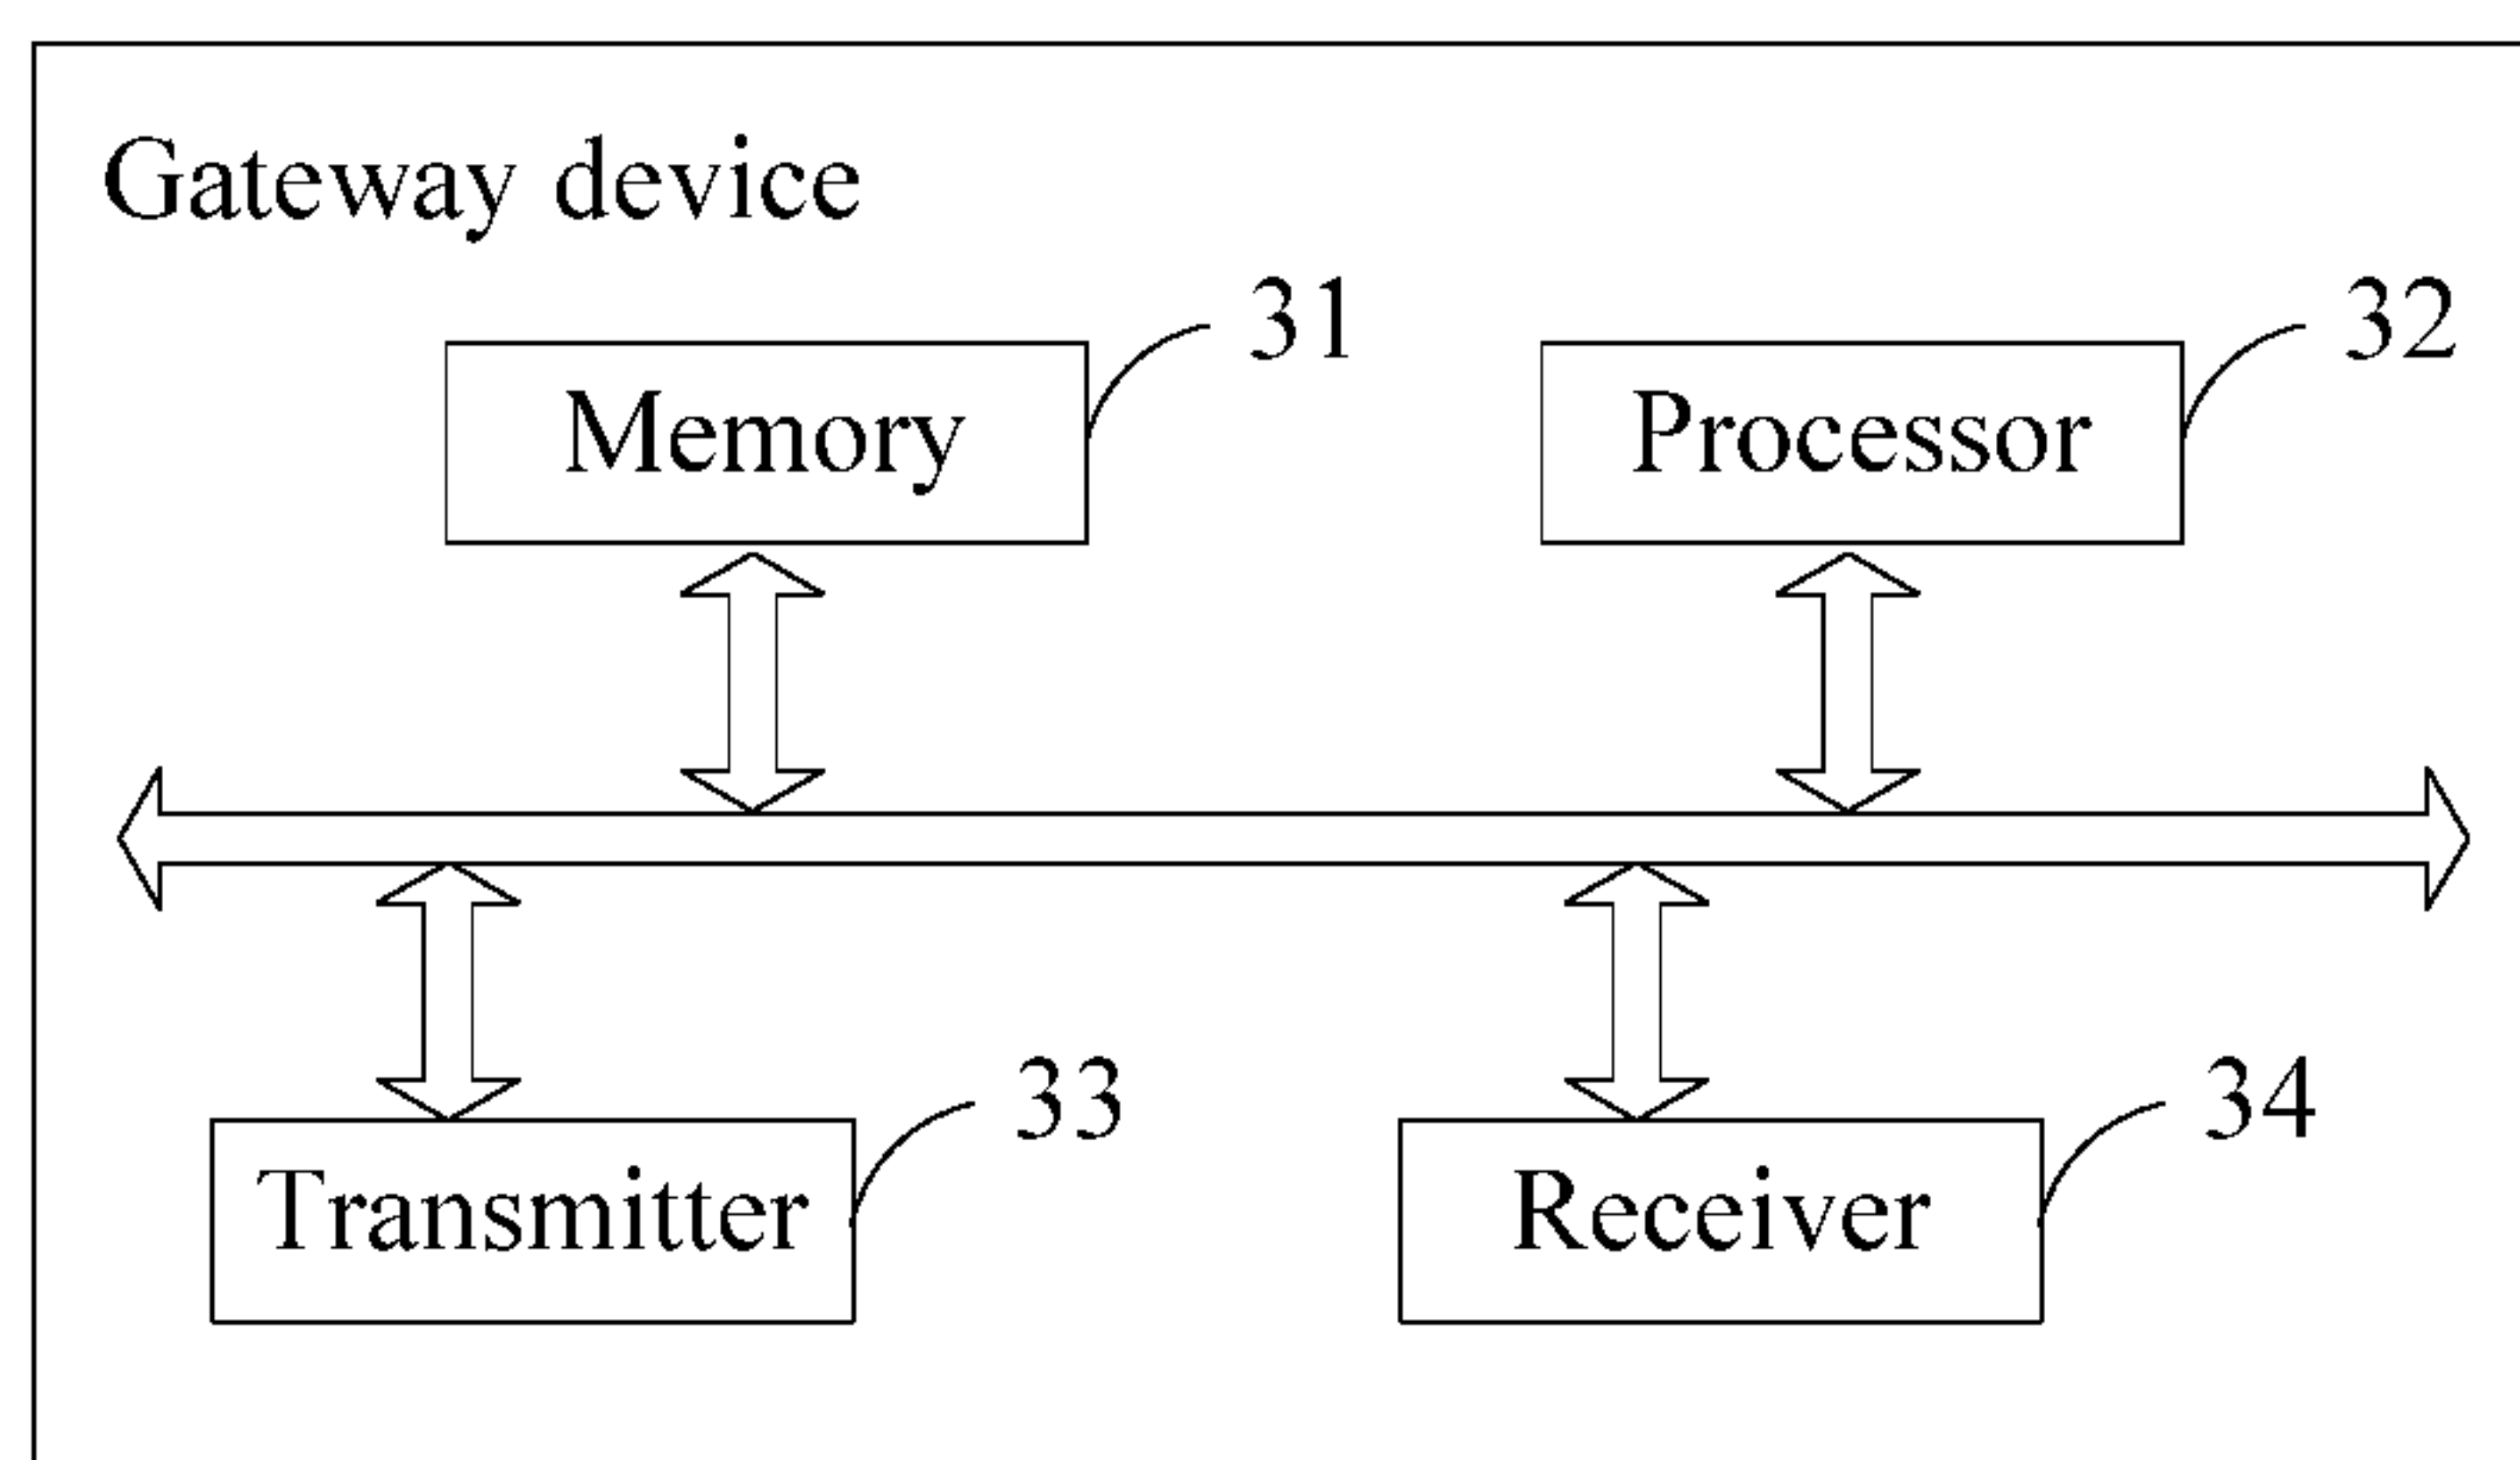 Gateway device
31
32
Memory
Processor
33
34
Transmitter
Receiver